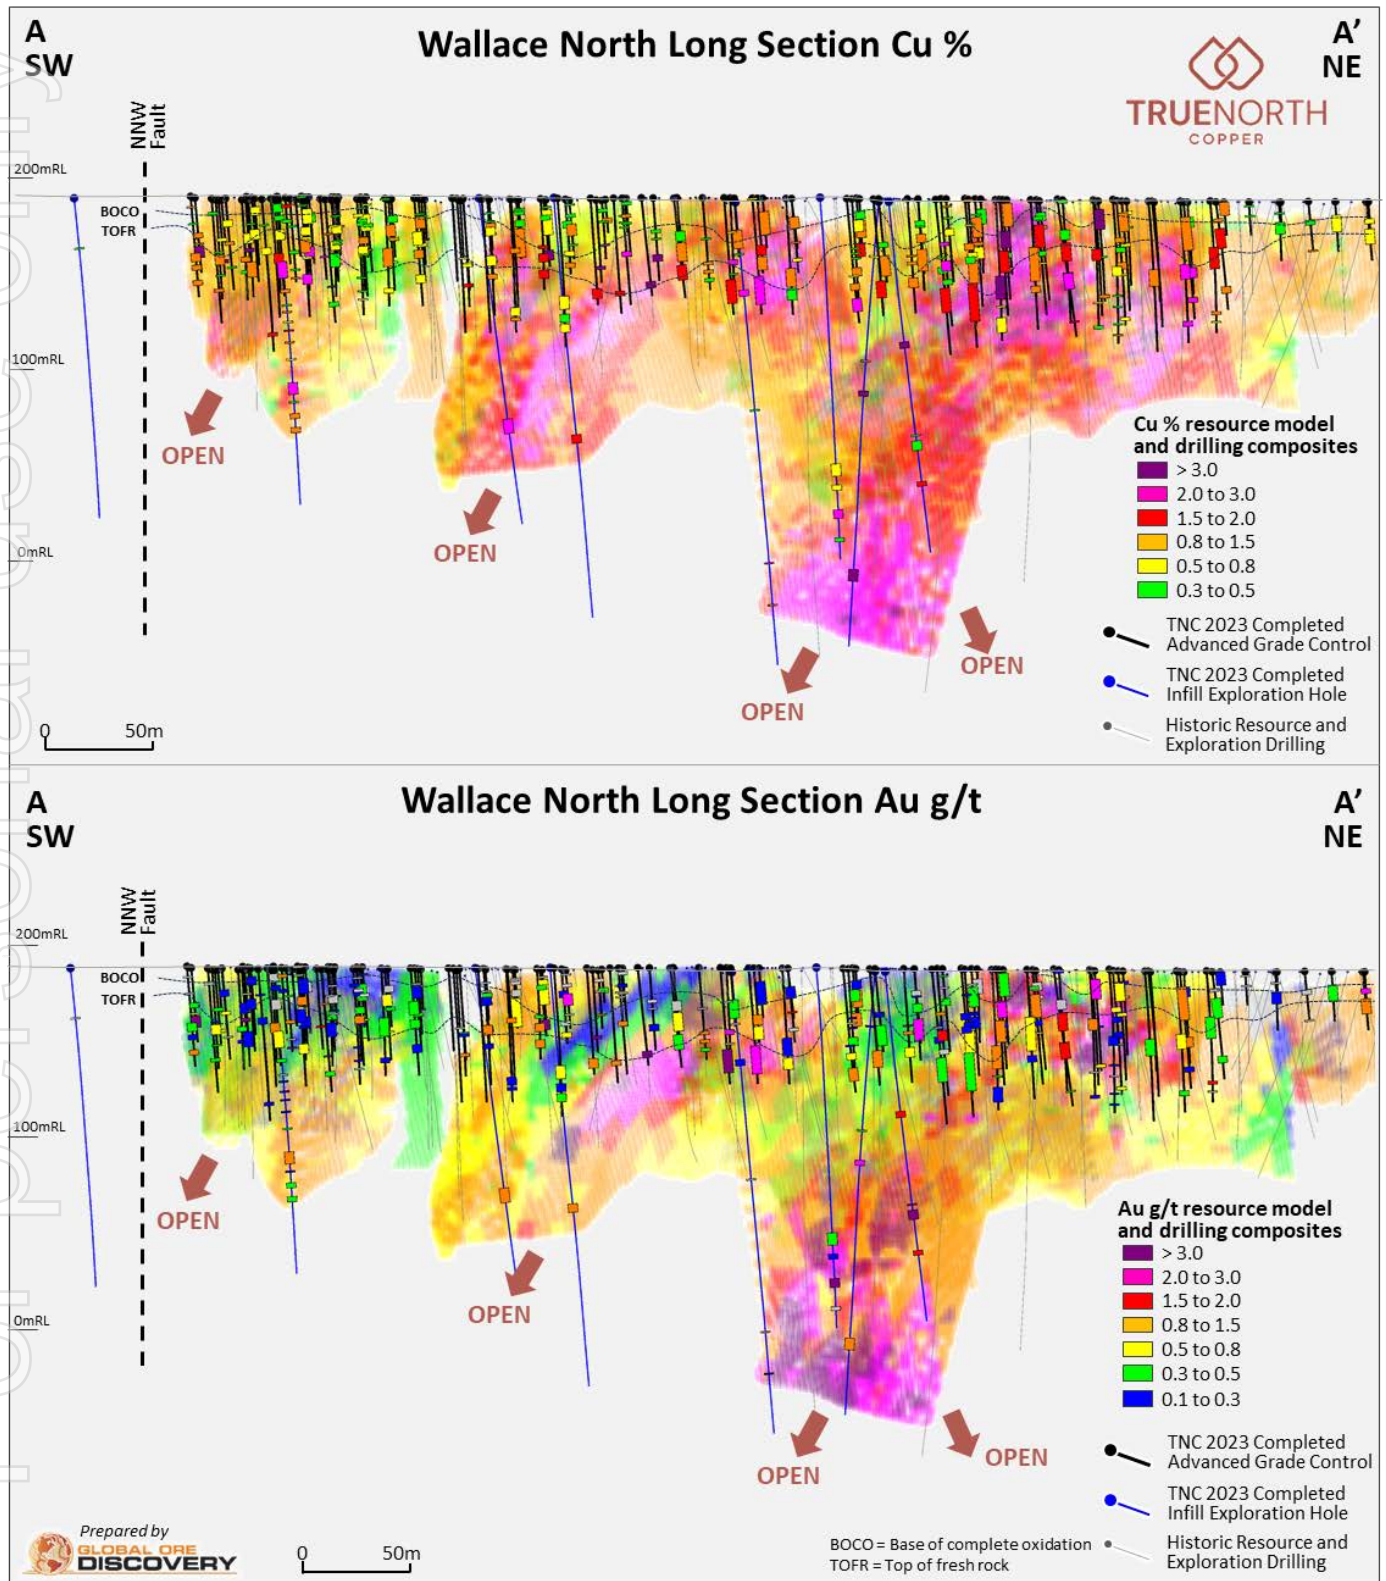 A
SW
Wallace North Long Section Cu %
A'
NE
TRUENORTH
COPPER
NNW
Fault
200mRL
BOCO
TOFR
100mRL
OPEN
OPEN
0mRL
OPEN
OPEN
Cu % resource model
and drilling composites
> 3.0
2.0 to 3.0
1.5 to 2.0
0.8 to 1.5
0.5 to 0.8
0.3 to 0.5
TNC 2023 Completed
Advanced Grade Control
TNC 2023 Completed
Infill Exploration Hole
Historic Resource and
Exploration Drilling
0 50m
A
SW
Wallace North Long Section Au g/t
A'
NE
NNW
Fault
200mRL
BOCO
TOFR
100mRL
OPEN
OPEN
0mRL
OPEN
OPEN
Au g/t resource model
and drilling composites
> 3.0
2.0 to 3.0
1.5 to 2.0
0.8 to 1.5
0.5 to 0.8
0.3 to 0.5
0.1 to 0.3
TNC 2023 Completed
Advanced Grade Control
TNC 2023 Completed
Infill Exploration Hole
Historic Resource and
Exploration Drilling
Prepared by
GLOBAL ORE
DISCOVERY
0 50m
BOCO = Base of complete oxidation
TOFR = Top of fresh rock